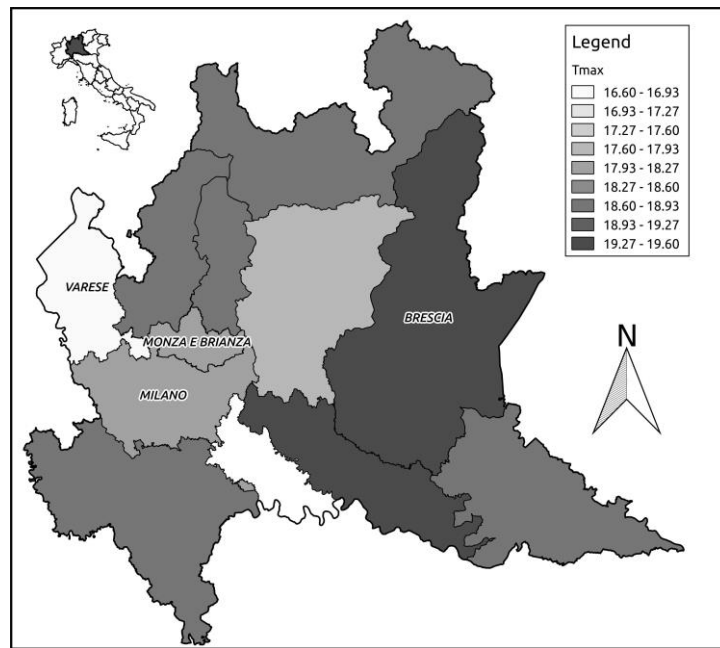 Legend
Tmax
16.60 - 16.93
16.93 - 17.27
17.27 - 17.60
17.60 - 17.93
17.93 - 18.27
18.27 - 18.60
18.60 - 18.93
18.93 - 19.27
19.27 - 19.60
VARESE
BRESCIA
MONZA E BRIANZA
N
MILANO